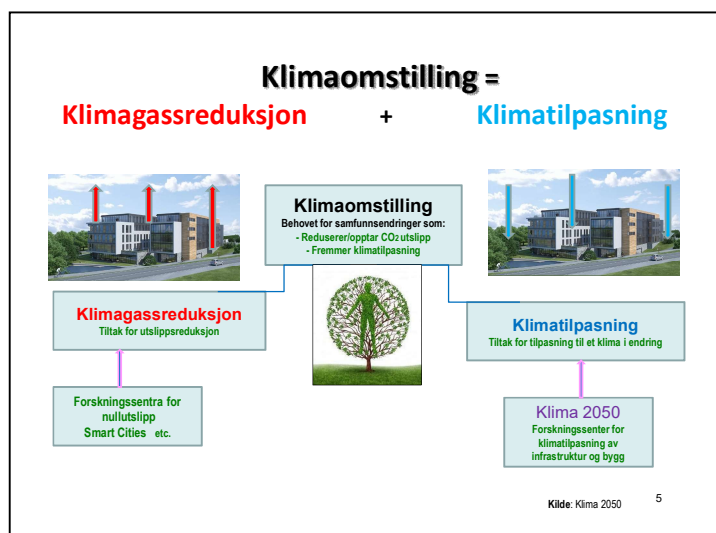 Klimaomstilling =
Klimagassreduksjon + Klimatilpasning
Klimaomstilling
Behovet for samfunnsendringer som:
- Reduserer/opptar CO2 utslipp
- Fremmer klimatilpasning
Klimagassreduksjon
Tiltak for utslippsreduksjon
Klimatilpasning
Tiltak for tilpasning til et klima i endring
Forskningssentra for
nullutslipp
Smart Cities etc.
Klima 2050
Forskningssenter for
klimatilpasning av
infrastruktur og bygg
Kilde: Klima 2050
5